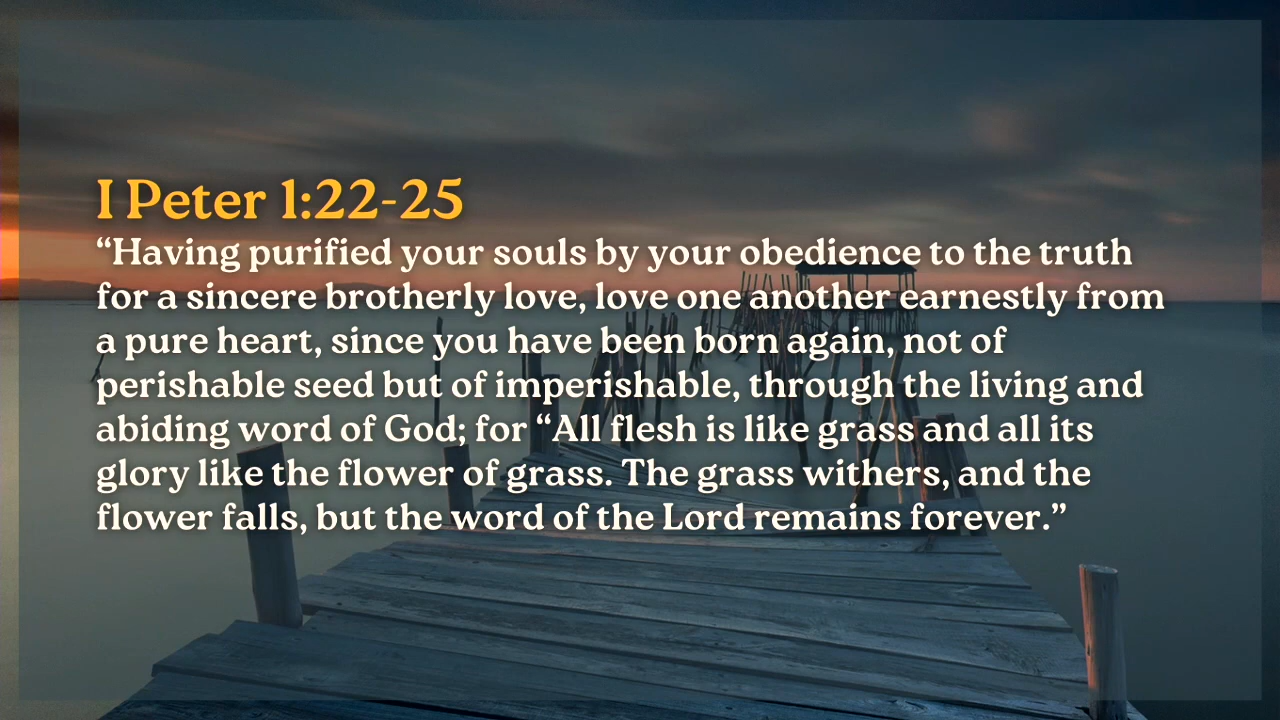 I Peter 1:22-25
“Having purified your souls by your obedience to the truth
for a sincere brotherly love, love one another earnestly from
a pure heart, since you have been born again, not of
perishable seed but of imperishable, through the living and
abiding word of God; for “All flesh is like grass and all its
glory like the flower of grass. The grass withers, and the
flower falls, but the word of the Lord remains forever.”